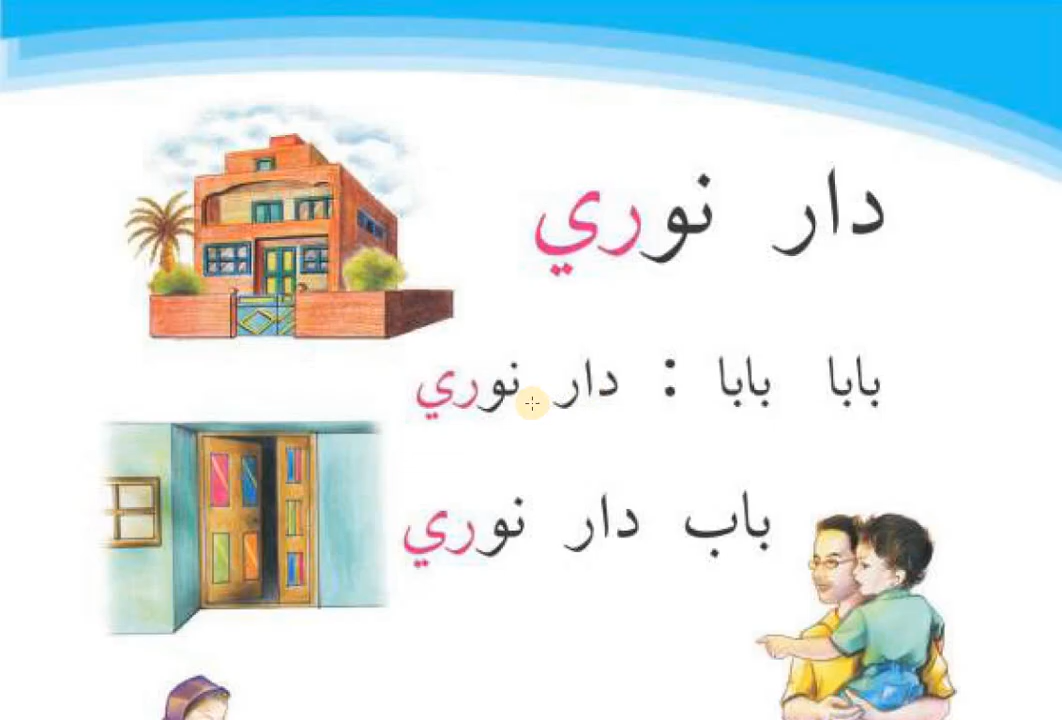 دار نوري
بابا بابا : دار نوري
باب دار نوري